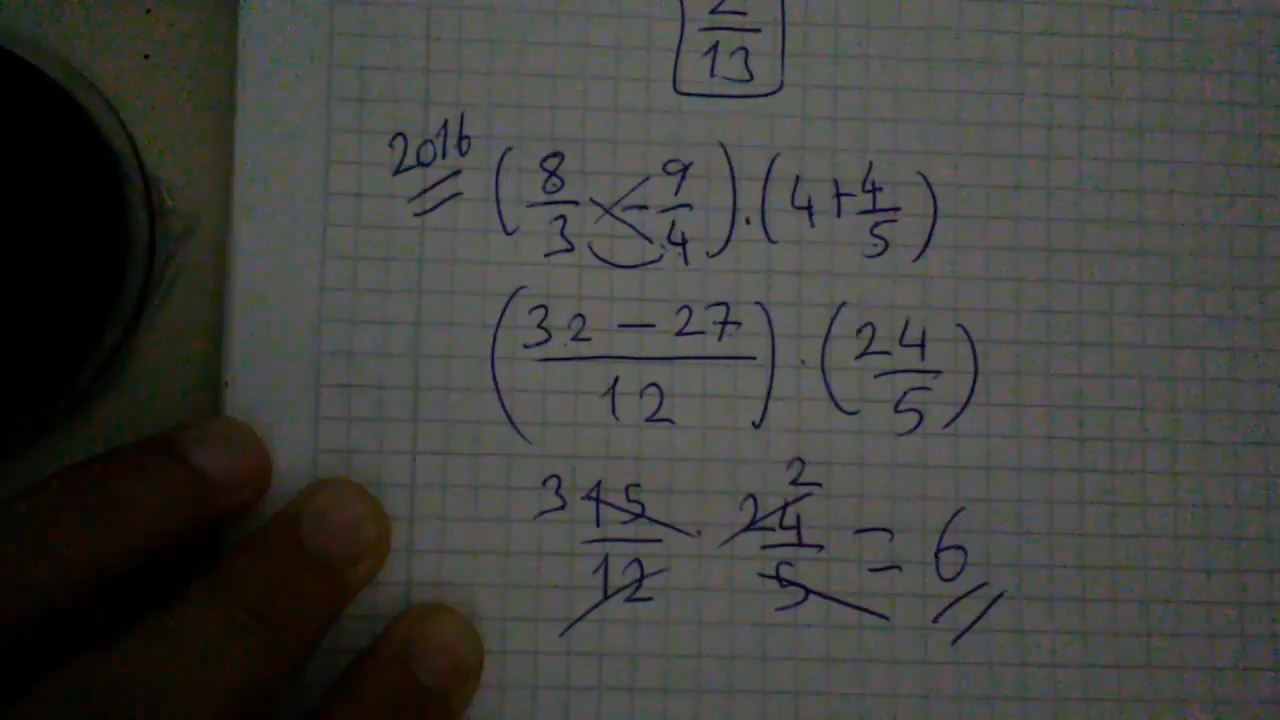 2/13
2016 (8/3 - 9/4) . (4 + 4/5)
(32 - 27 / 12) . (24/5)
3 15/12 . 24/5 2 = 6